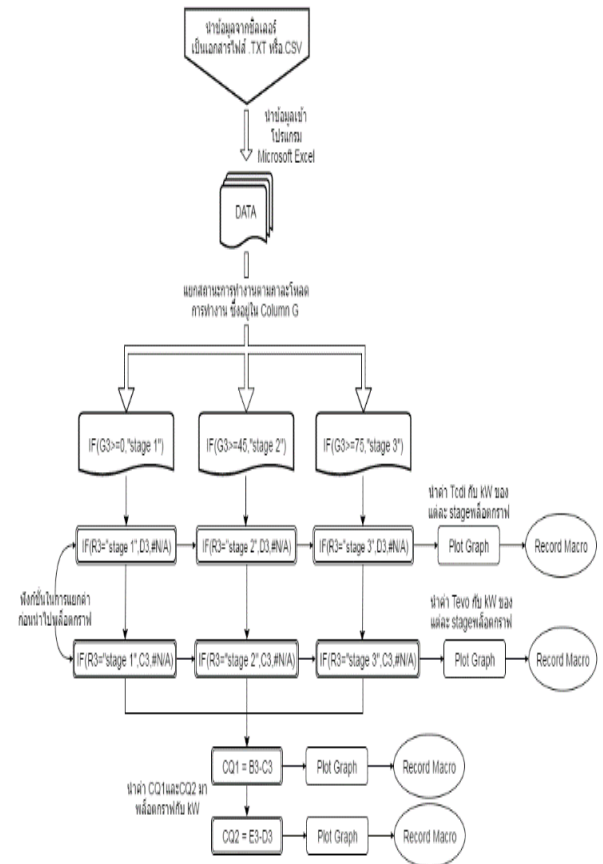 นำข้อมูลจากชิลเลอร์
เป็นเอกสารไฟล์ .TXT หรือ.CSV
นำข้อมูลเข้า
โปรแกรม
Microsoft Excel
DATA
แยกสถานะการทำงานตามภาละโหลด
การทำงาน ซึ่งอยู่ใน Column G
IF(G3>=0,"stage 1")
IF(G3>=45,"stage 2")
IF(G3>=75,"stage 3")
นำค่า Tcdi กับ kW ของ
แต่ละ stageพล็อตกราฟ
IF(R3="stage 1",D3,#N/A)
IF(R3="stage 2",D3,#N/A)
IF(R3="stage 3",D3,#N/A)
Plot Graph
Record Macro
ฟังก์ชั่นในการแยกค่า
ก่อนนำไปพล็อตกราฟ
นำค่า Tevo กับ kW ของ
แต่ละ stageพล็อตกราฟ
IF(R3="stage 1",C3,#N/A)
IF(R3="stage 2",C3,#N/A)
IF(R3="stage 3",C3,#N/A)
Plot Graph
Record Macro
CQ1 = B3-C3
Plot Graph
Record Macro
นำค่า CQ1และCQ2 มา
พล็อตกราฟกับ kW
CQ2 = E3-D3
Plot Graph
Record Macro